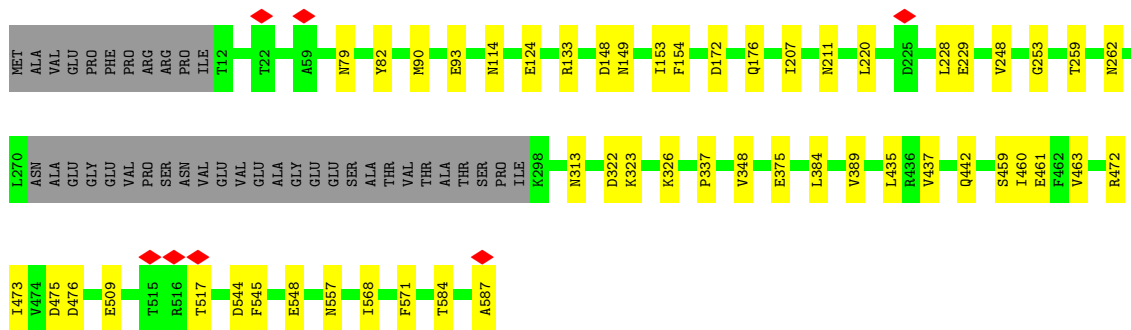 MET ALA VAL GLU PRO PHE PRO ARG ARG PRO ILE T12 T22 A59 N79 Y82 M90 E93 N114 E124 R133 D148 N149 I153 F154 D172 Q176 I207 N211 L220 D225 L228 E229 V248 G253 T259 N262
L270 ASN ALA GLU GLY GLU VAL PRO SER ASN VAL GLU VAL GLU ALA GLY GLU GLU SER ALA THR VAL THR ALA THR SER PRO ILE K298 N313 D322 K323 K326 P337 V348 E375 L384 V389 L435 R436 V437 Q442 S459 I460 E461 F462 V463 R472
I473 V474 D475 D476 E509 T515 R516 T517 D544 F545 E548 N557 I568 F571 T584 A587